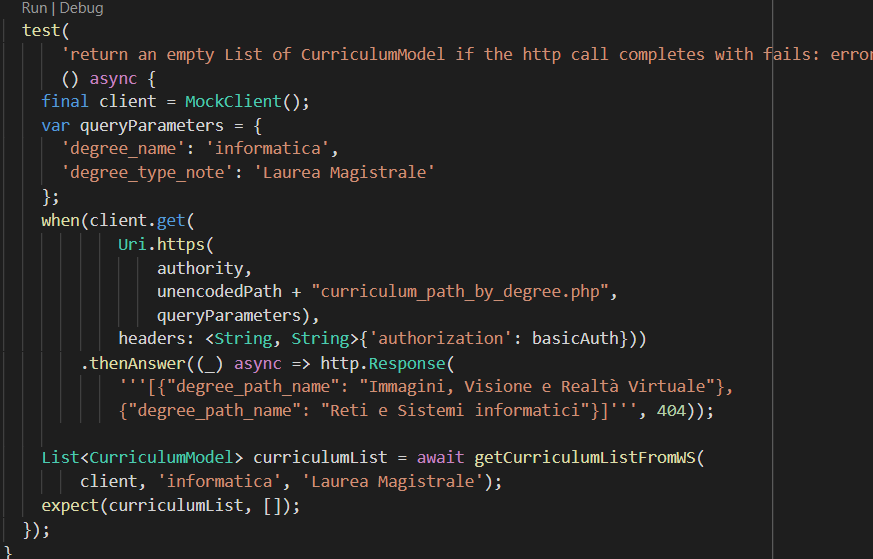 Run | Debug
test(
'return an empty List of CurriculumModel if the http call completes with fails: error
() async {
final client = MockClient();
var queryParameters = {
'degree_name': 'informatica',
'degree_type_note': 'Laurea Magistrale'
};
when(client.get(
Uri.https(
authority,
unencodedPath + "curriculum_path_by_degree.php",
queryParameters),
headers: <String, String>{'authorization': basicAuth}))
.thenAnswer((_) async => http.Response(
'''[{"degree_path_name": "Immagini, Visione e Realtà Virtuale"},
{"degree_path_name": "Reti e Sistemi informatici"}]''', 404));
List<CurriculumModel> curriculumList = await getCurriculumListFromWS(
client, 'informatica', 'Laurea Magistrale');
expect(curriculumList, []);
});
}